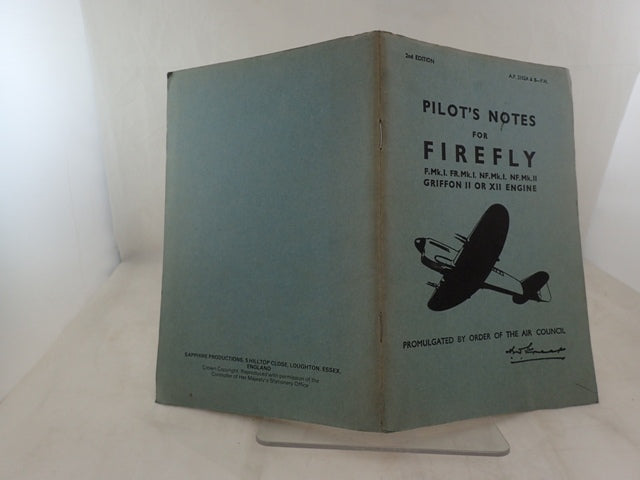 2nd EDITION
PILOT'S NOTES
FOR
FIREFLY
F.Mk.I. FR.Mk.I. NF.Mk.I. NF.Mk.II
GRIFFON II OR XII ENGINE
PROMULGATED BY ORDER OF THE AIR COUNCIL
SAPPHIRE PRODUCTIONS, 5 HILLTOP CLOSE, LOUGHTON, ESSEX,
ENGLAND
Crown Copyright. Reproduced with permission of the
Controller of Her Majesty's Stationery Office